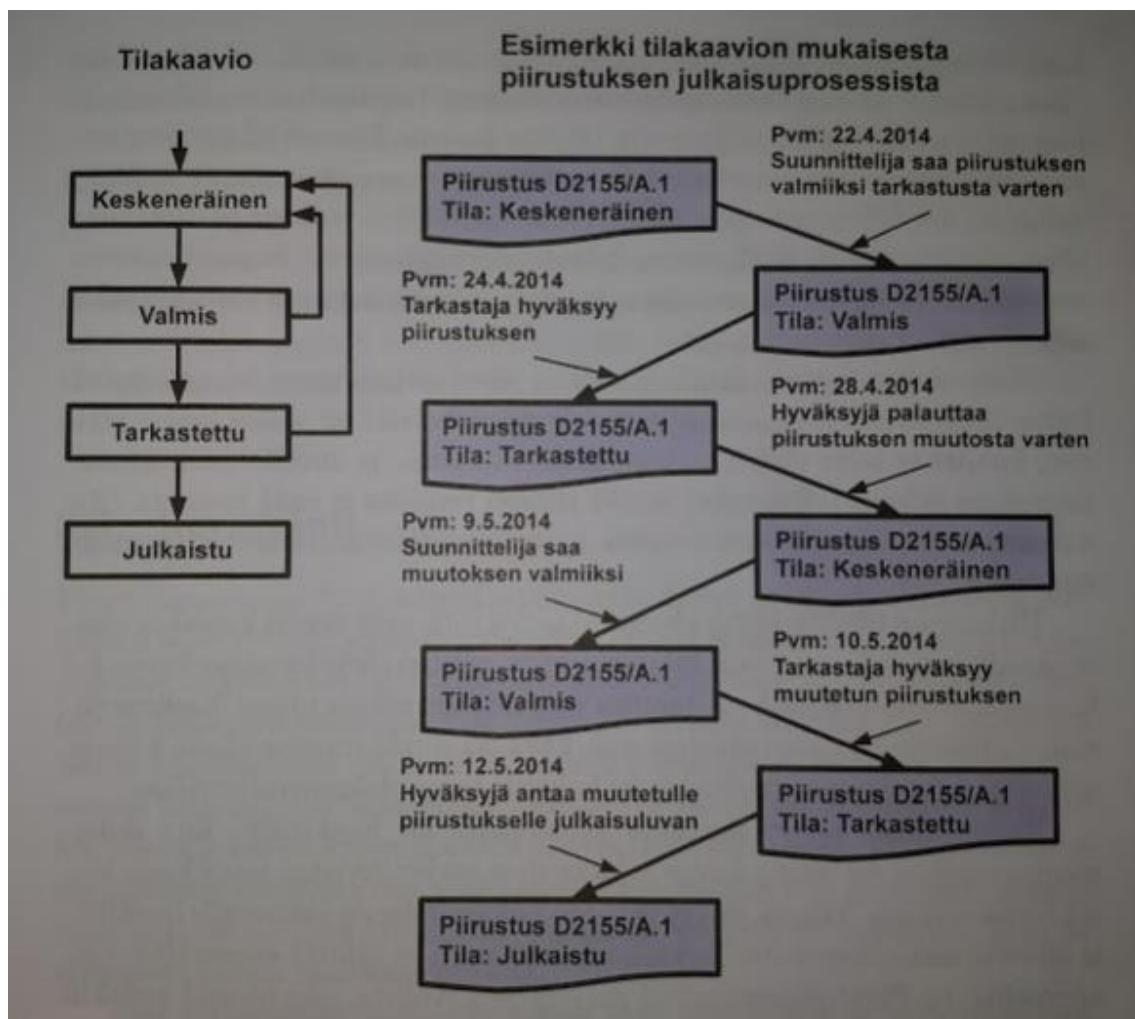 Tilakaavio
Keskeneräinen
Valmis
Tarkastettu
Julkaistu
Esimerkki tilakaavion mukaisesta
piirustuksen julkaisuprosessista
Piirustus D2155/A.1
Tila: Keskeneräinen
Pvm: 22.4.2014
Suunnittelija saa piirustuksen
valmiiksi tarkastusta varten
Piirustus D2155/A.1
Tila: Valmis
Pvm: 24.4.2014
Tarkastaja hyväksyy
piirustuksen
Piirustus D2155/A.1
Tila: Tarkastettu
Pvm: 28.4.2014
Hyväksyjä palauttaa
piirustuksen muutosta varten
Piirustus D2155/A.1
Tila: Keskeneräinen
Pvm: 9.5.2014
Suunnittelija saa
muutoksen valmiiksi
Piirustus D2155/A.1
Tila: Valmis
Pvm: 10.5.2014
Tarkastaja hyväksyy
muutetun piirustuksen
Piirustus D2155/A.1
Tila: Tarkastettu
Pvm: 12.5.2014
Hyväksyjä antaa muutetulle
piirustukselle julkaisuluvan
Piirustus D2155/A.1
Tila: Julkaistu